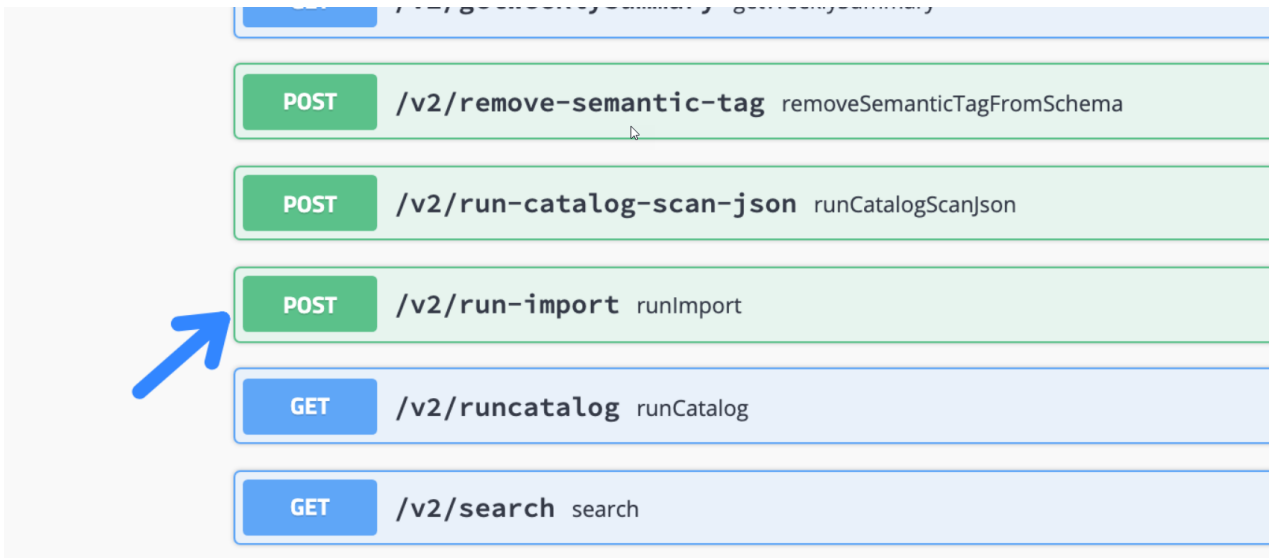 POST /v2/remove-semantic-tag removeSemanticTagFromSchema
POST /v2/run-catalog-scan-json runCatalogScanJson
POST /v2/run-import runImport
GET /v2/runcatalog runCatalog
GET /v2/search search